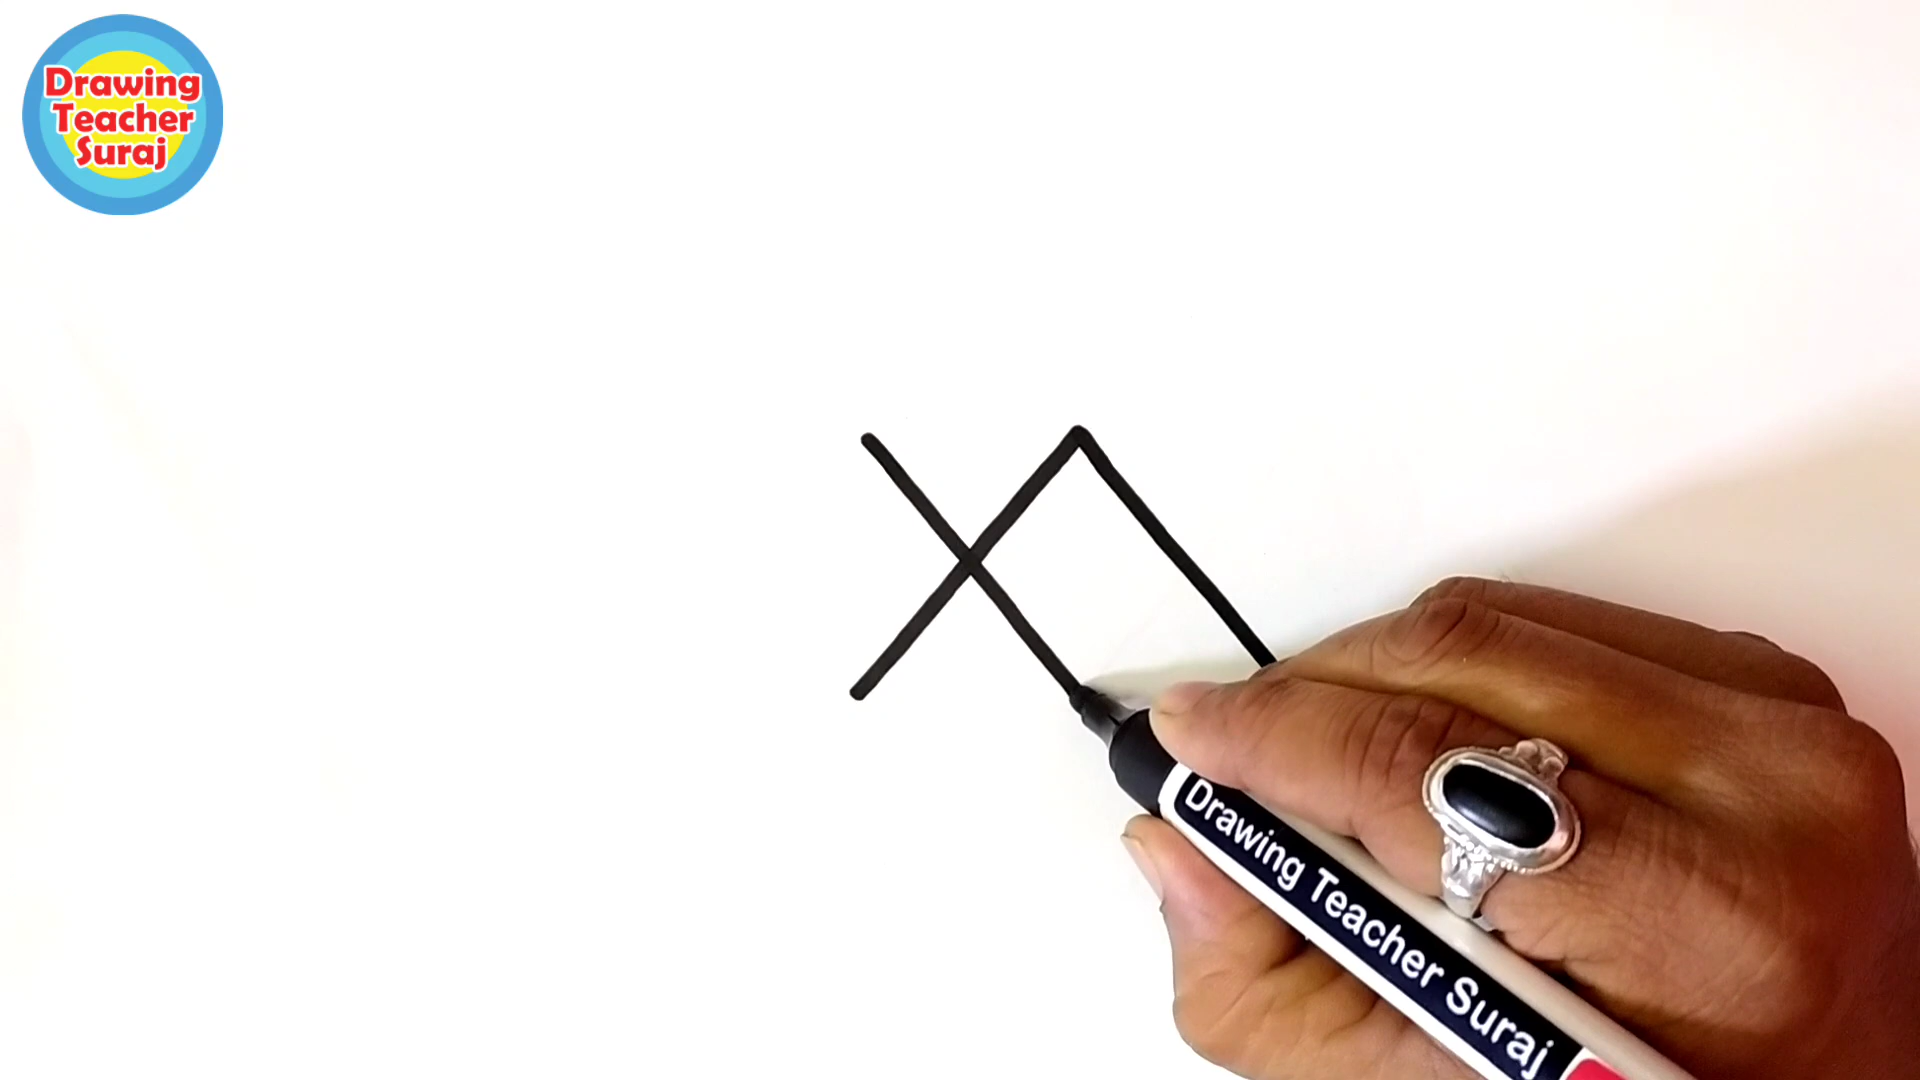 Drawing
Teacher
Suraj
Drawing Teacher Suraj